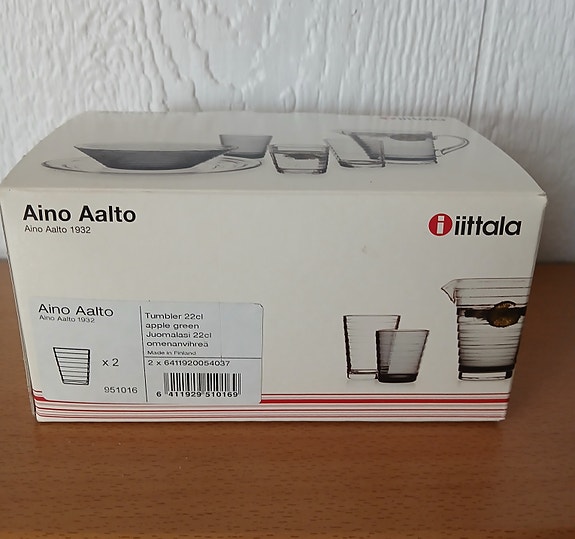 Aino Aalto
Aino Aalto 1932
iittala
Aino Aalto
Aino Aalto 1932
x 2
951016
Tumbler 22cl
apple green
Juomalasi 22cl
omenanvihreä
Made in Finland
2 x 6411920054037
6 411929 510169